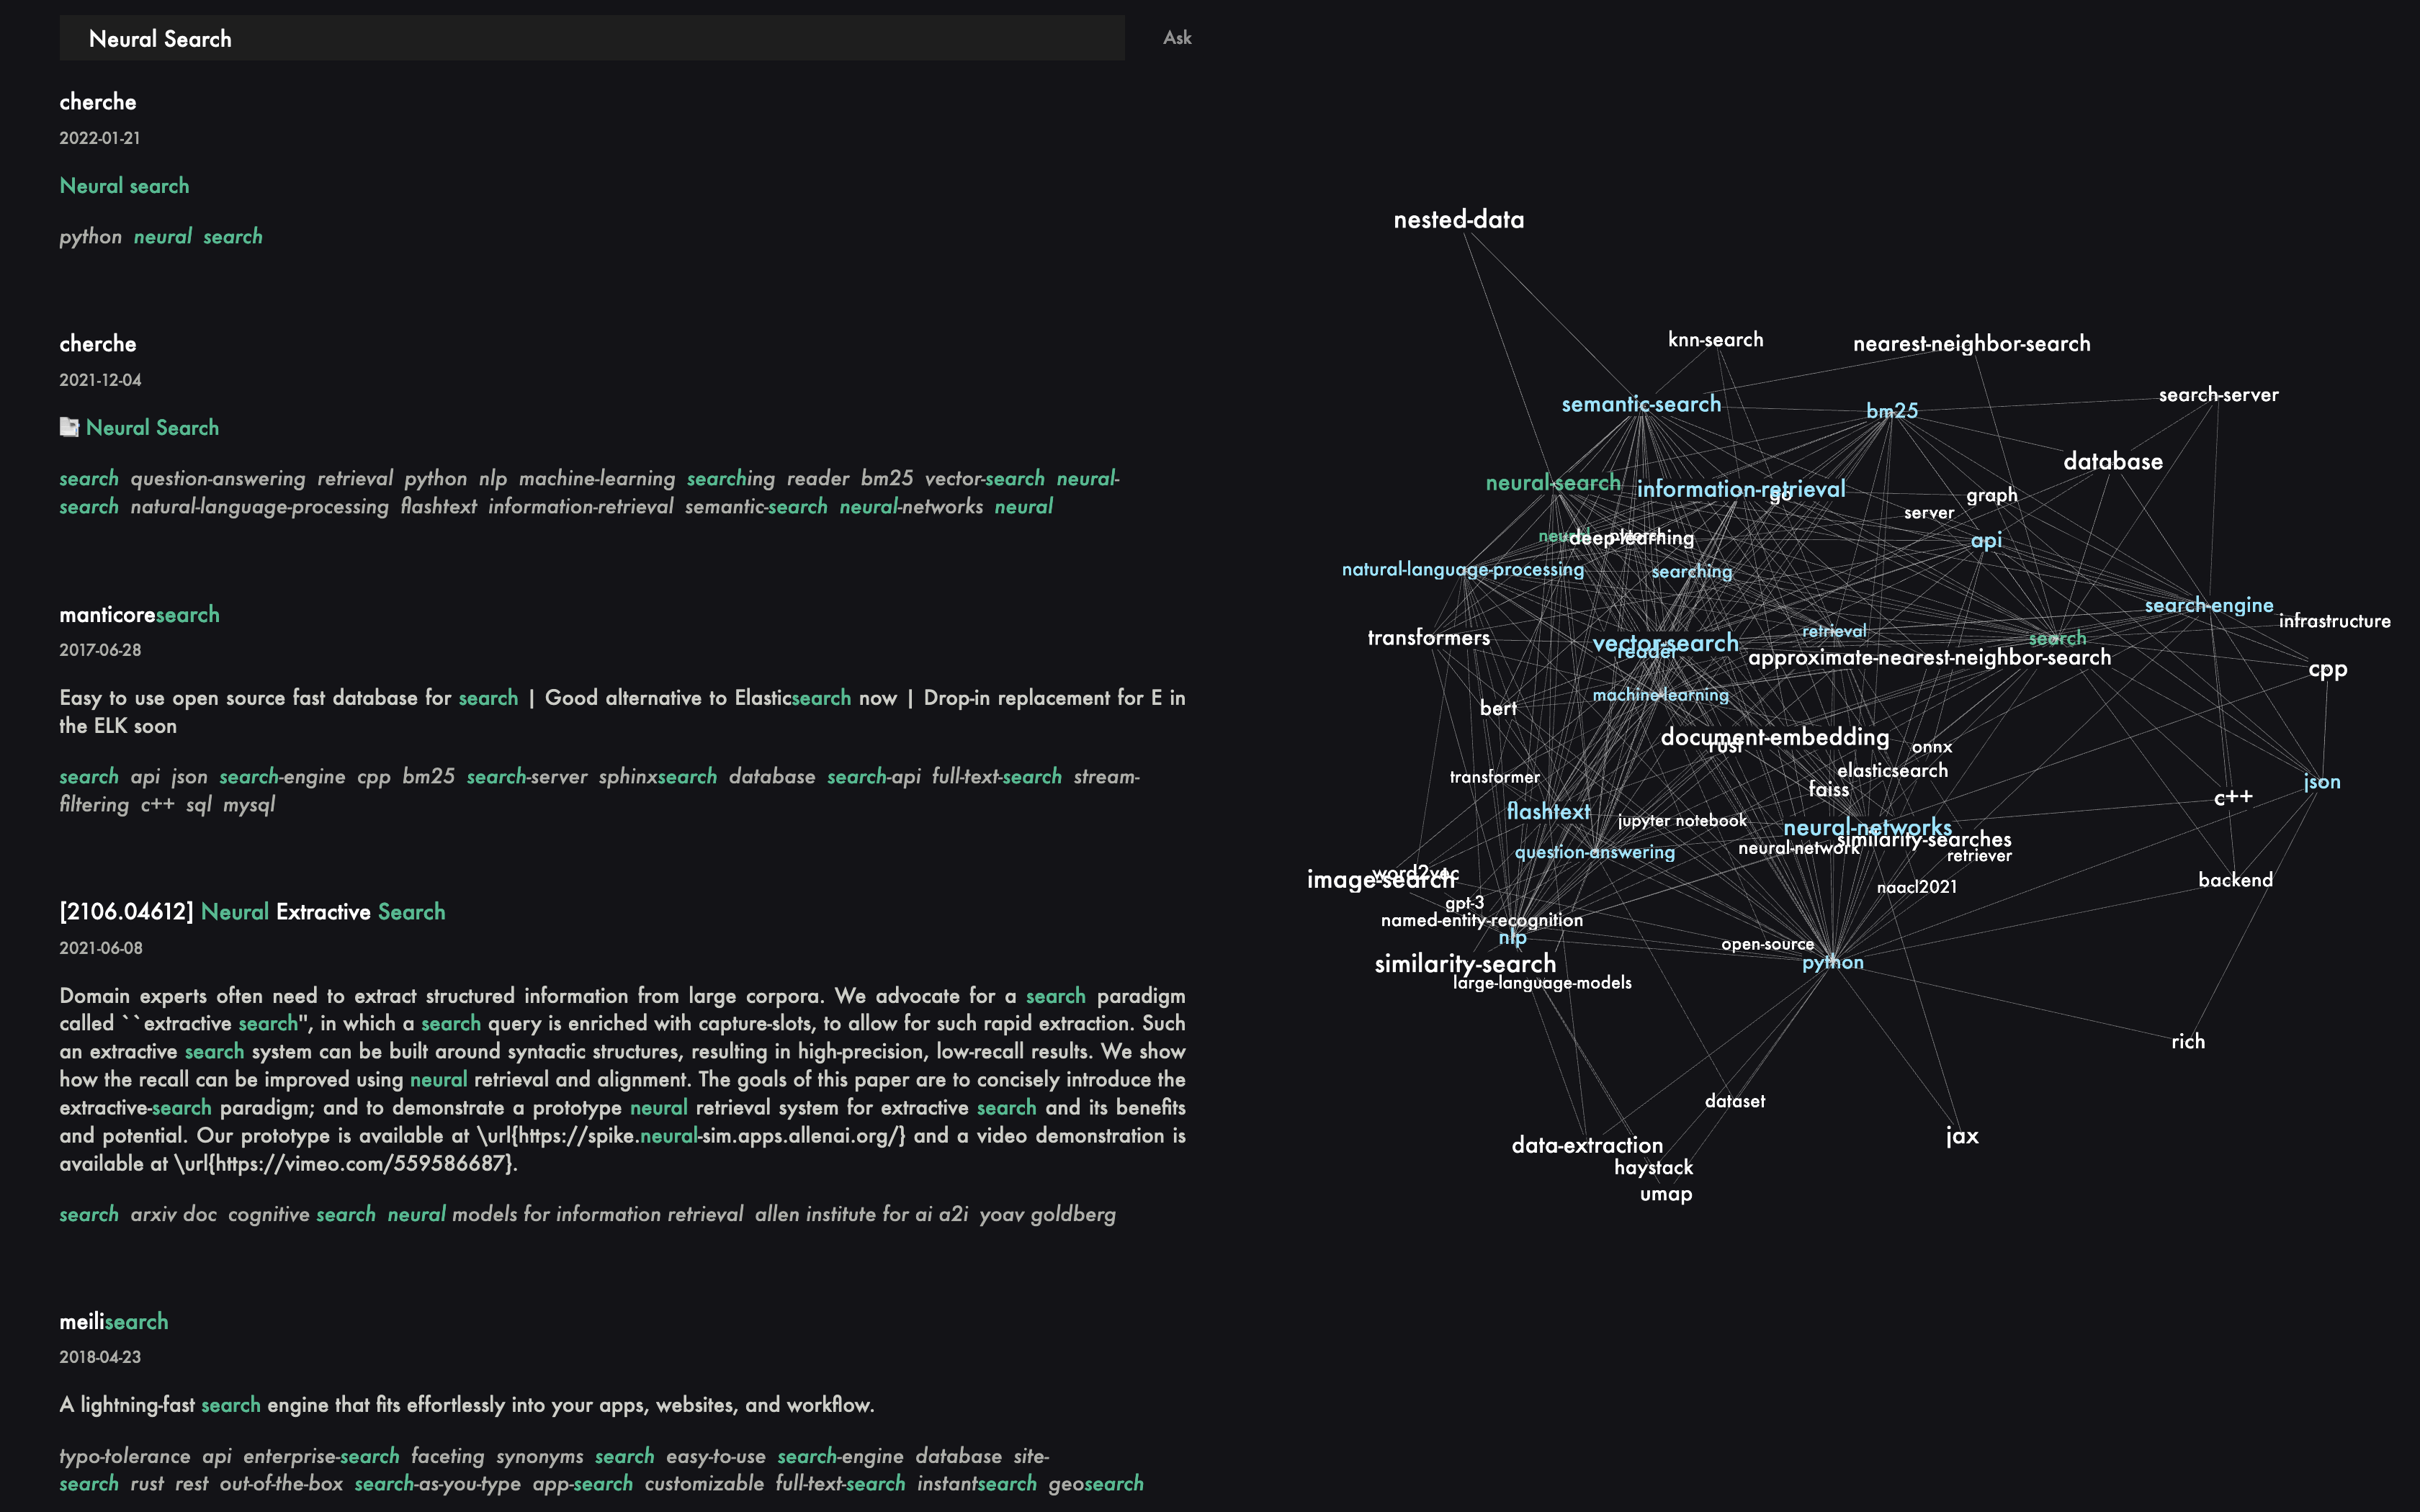 Neural Search
Ask
cherche
2022-01-21
Neural search
python neural search
cherche
2021-12-04
Neural Search
search question-answering retrieval python nlp machine-learning searching reader bm25 vector-search neural-
search natural-language-processing flashtext information-retrieval semantic-search neural-networks neural
manticoresearch
2017-06-28
Easy to use open source fast database for search | Good alternative to Elasticsearch now | Drop-in replacement for E in
the ELK soon
search api json search-engine cpp bm25 search-server sphinxsearch database search-api full-text-search stream-
filtering c++ sql mysql
[2106.04612] Neural Extractive Search
2021-06-08
Domain experts often need to extract structured information from large corpora. We advocate for a search paradigm
called ``extractive search'', in which a search query is enriched with capture-slots, to allow for such rapid extraction. Such
an extractive search system can be built around syntactic structures, resulting in high-precision, low-recall results. We show
how the recall can be improved using neural retrieval and alignment. The goals of this paper are to concisely introduce the
extractive-search paradigm; and to demonstrate a prototype neural retrieval system for extractive search and its benefits
and potential. Our prototype is available at \url{https://spike.neural-sim.apps.allenai.org/} and a video demonstration is
available at \url{https://vimeo.com/559586687}.
search arxiv doc cognitive search neural models for information retrieval allen institute for ai a2i yoav goldberg
meilisearch
2018-04-23
A lightning-fast search engine that fits effortlessly into your apps, websites, and workflow.
typo-tolerance api enterprise-search faceting synonyms search easy-to-use search-engine database site-
search rust rest out-of-the-box search-as-you-type app-search customizable full-text-search instantsearch geosearch
nested-data
knn-search
nearest-neighbor-search
search-server
semantic-search
bm25
database
neural-search
information-retrieval
go
graph
server
neural
deep-learning
api
natural-language-processing
searching
search-engine
infrastructure
transformers
vector-search
reader
retrieval
search
approximate-nearest-neighbor-search
cpp
machine-learning
bert
document-embedding
rust
onnx
elasticsearch
transformer
faiss
json
c++
flashtext
jupyter notebook
neural-networks
similarity-searches
neural-network
retriever
question-answering
word2vec
image-search
naacl2021
backend
gpt-3
named-entity-recognition
nlp
open-source
python
similarity-search
large-language-models
rich
dataset
jax
data-extraction
haystack
umap